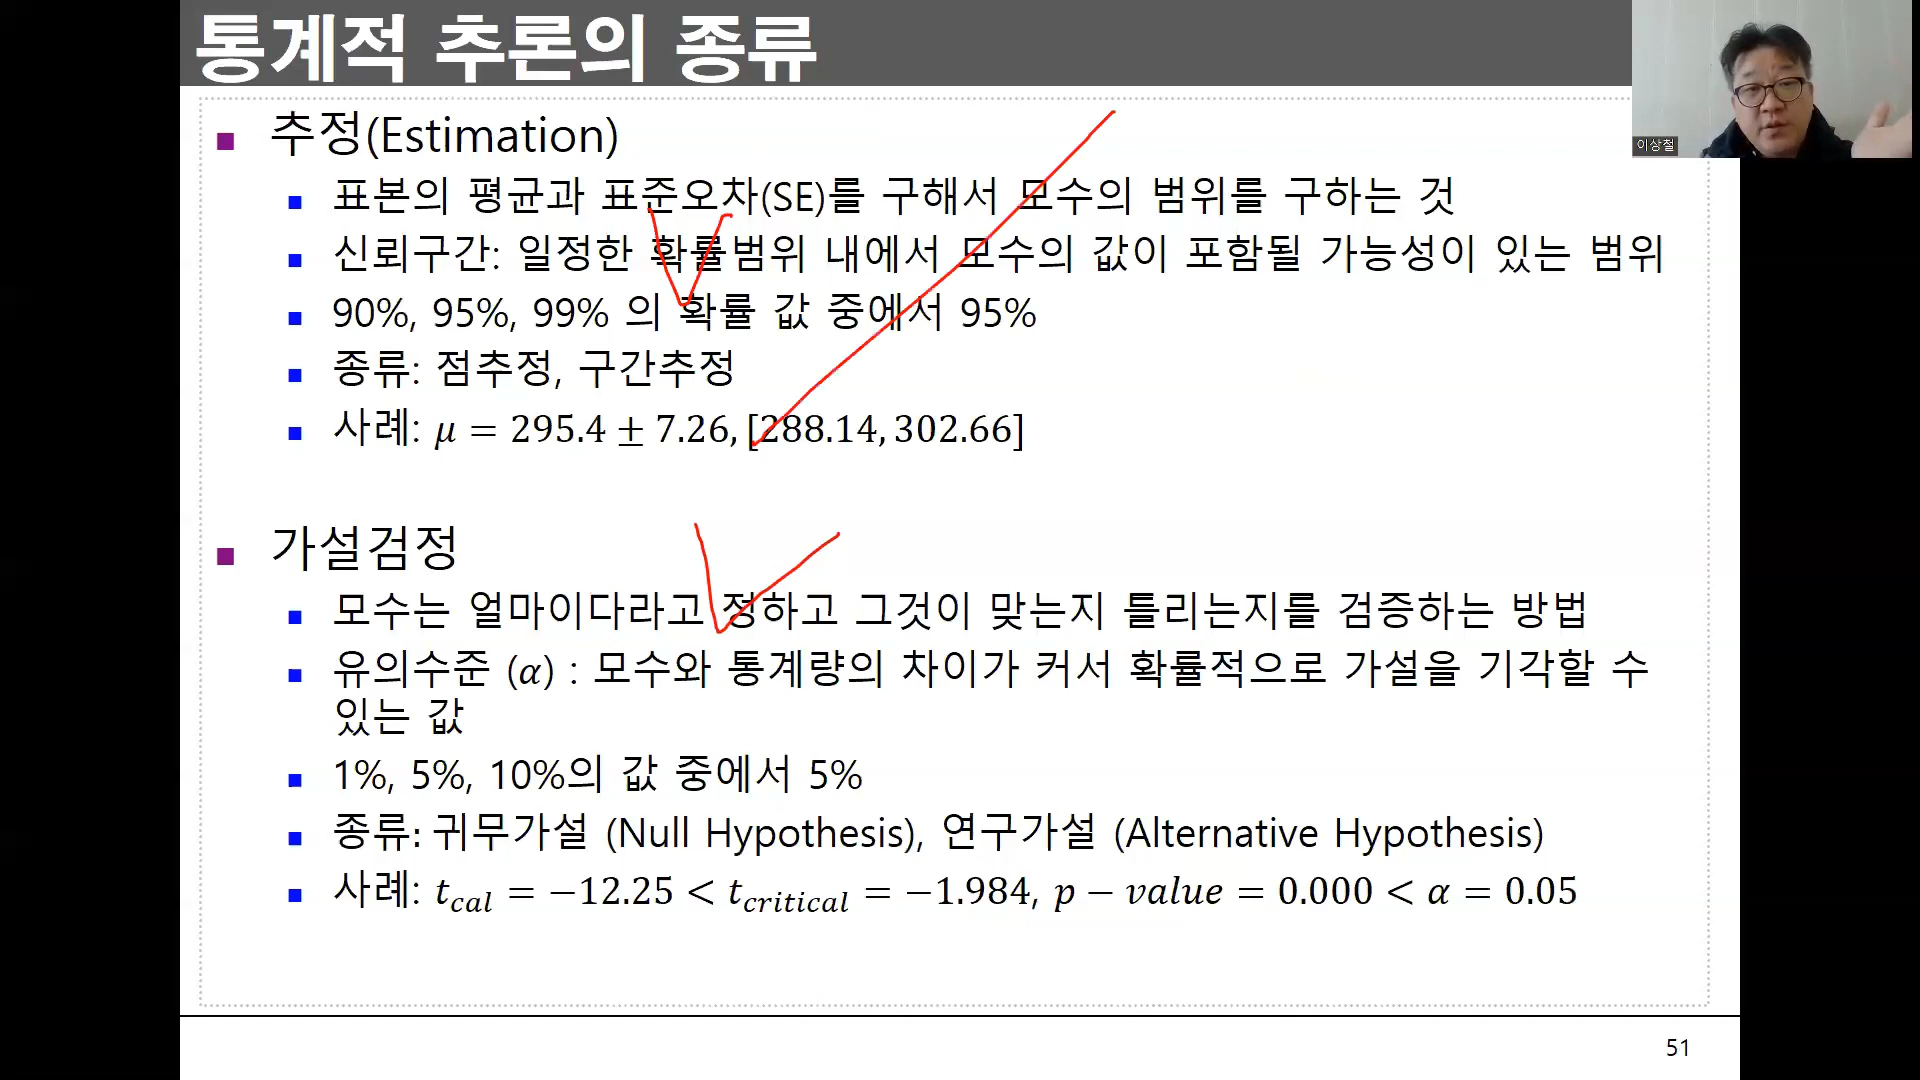 통계적 추론의 종류
이상철
추정(Estimation)
표본의 평균과 표준오차(SE)를 구해서 모수의 범위를 구하는 것
신뢰구간: 일정한 확률범위 내에서 모수의 값이 포함될 가능성이 있는 범위
90%, 95%, 99% 의 확률 값 중에서 95%
종류: 점추정, 구간추정
사례: μ = 295.4 ± 7.26, [288.14, 302.66]
가설검정
모수는 얼마이다라고 정하고 그것이 맞는지 틀리는지를 검증하는 방법
유의수준 (α) : 모수와 통계량의 차이가 커서 확률적으로 가설을 기각할 수
있는 값
1%, 5%, 10%의 값 중에서 5%
종류: 귀무가설 (Null Hypothesis), 연구가설 (Alternative Hypothesis)
사례: t_cal = −12.25 < t_critical = −1.984, p − value = 0.000 < α = 0.05
51